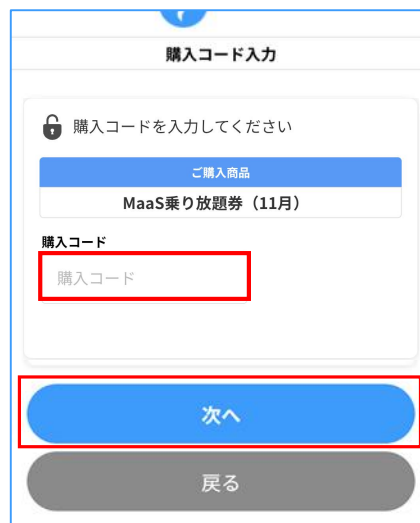 購入コード入力
購入コードを入力してください
ご購入商品
MaaS乗り放題券（11月）
購入コード
購入コード
次へ
戻る